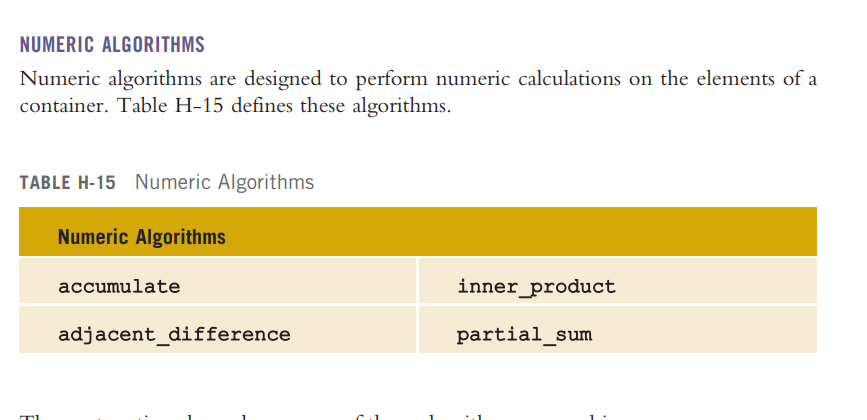 NUMERIC ALGORITHMS
Numeric algorithms are designed to perform numeric calculations on the elements of a
container. Table H-15 defines these algorithms.
TABLE H-15 Numeric Algorithms
Numeric Algorithms
accumulate inner_product
adjacent_difference partial_sum